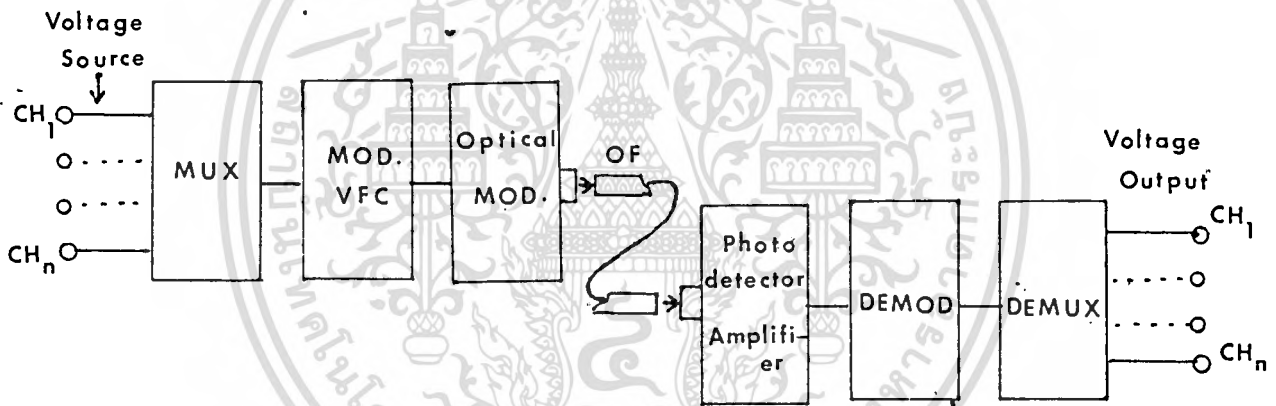 Voltage
Source
CH1
CHn
MUX
MOD.
VFC
Optical
MOD.
OF
Photo
detector
Amplifi-
er
DEMOD
DEMUX
Voltage
Output
CH1
CHn